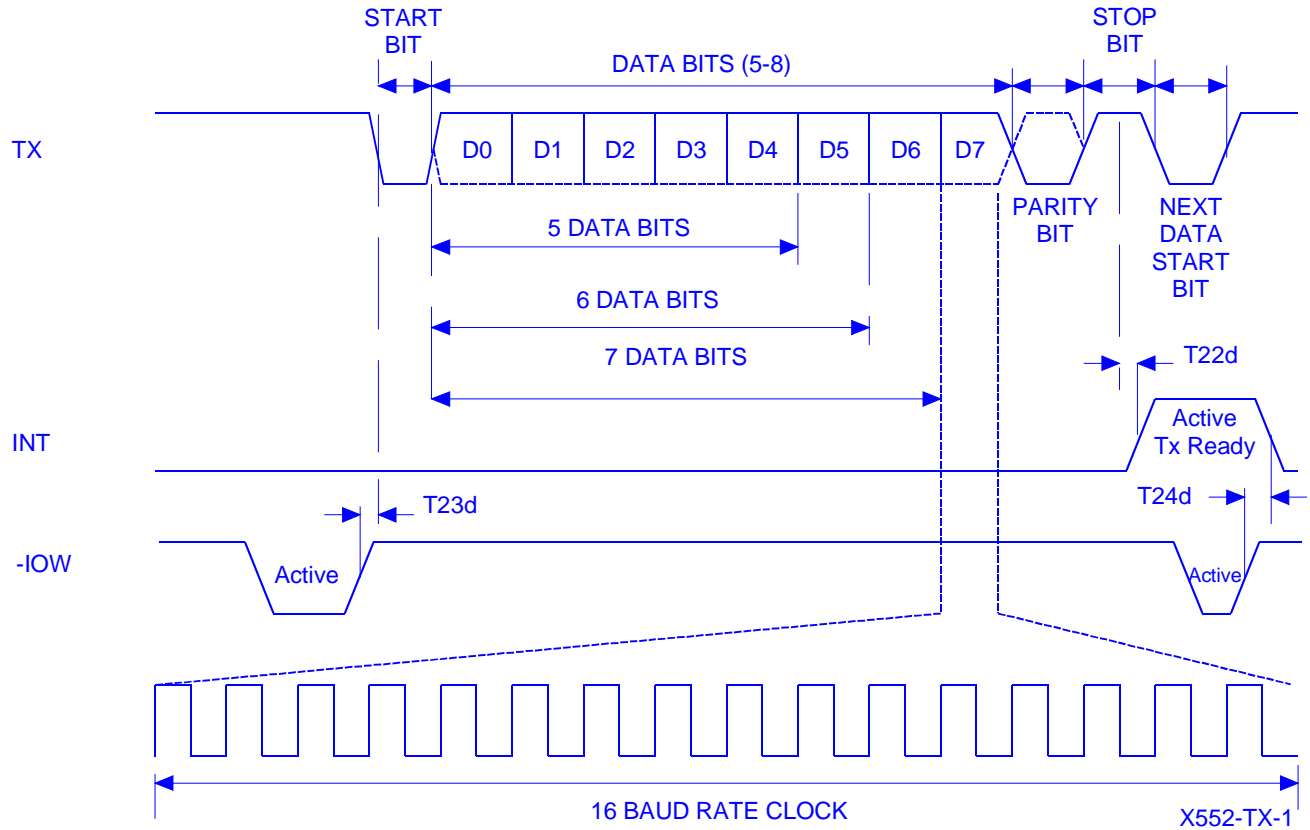 START
BIT
STOP
BIT
DATA BITS (5-8)
TX
D0 D1 D2 D3 D4 D5 D6 D7
PARITY
BIT
NEXT
DATA
START
BIT
5 DATA BITS
6 DATA BITS
7 DATA BITS
T22d
INT
Active
Tx Ready
T23d
T24d
-IOW
Active
Active
16 BAUD RATE CLOCK
X552-TX-1